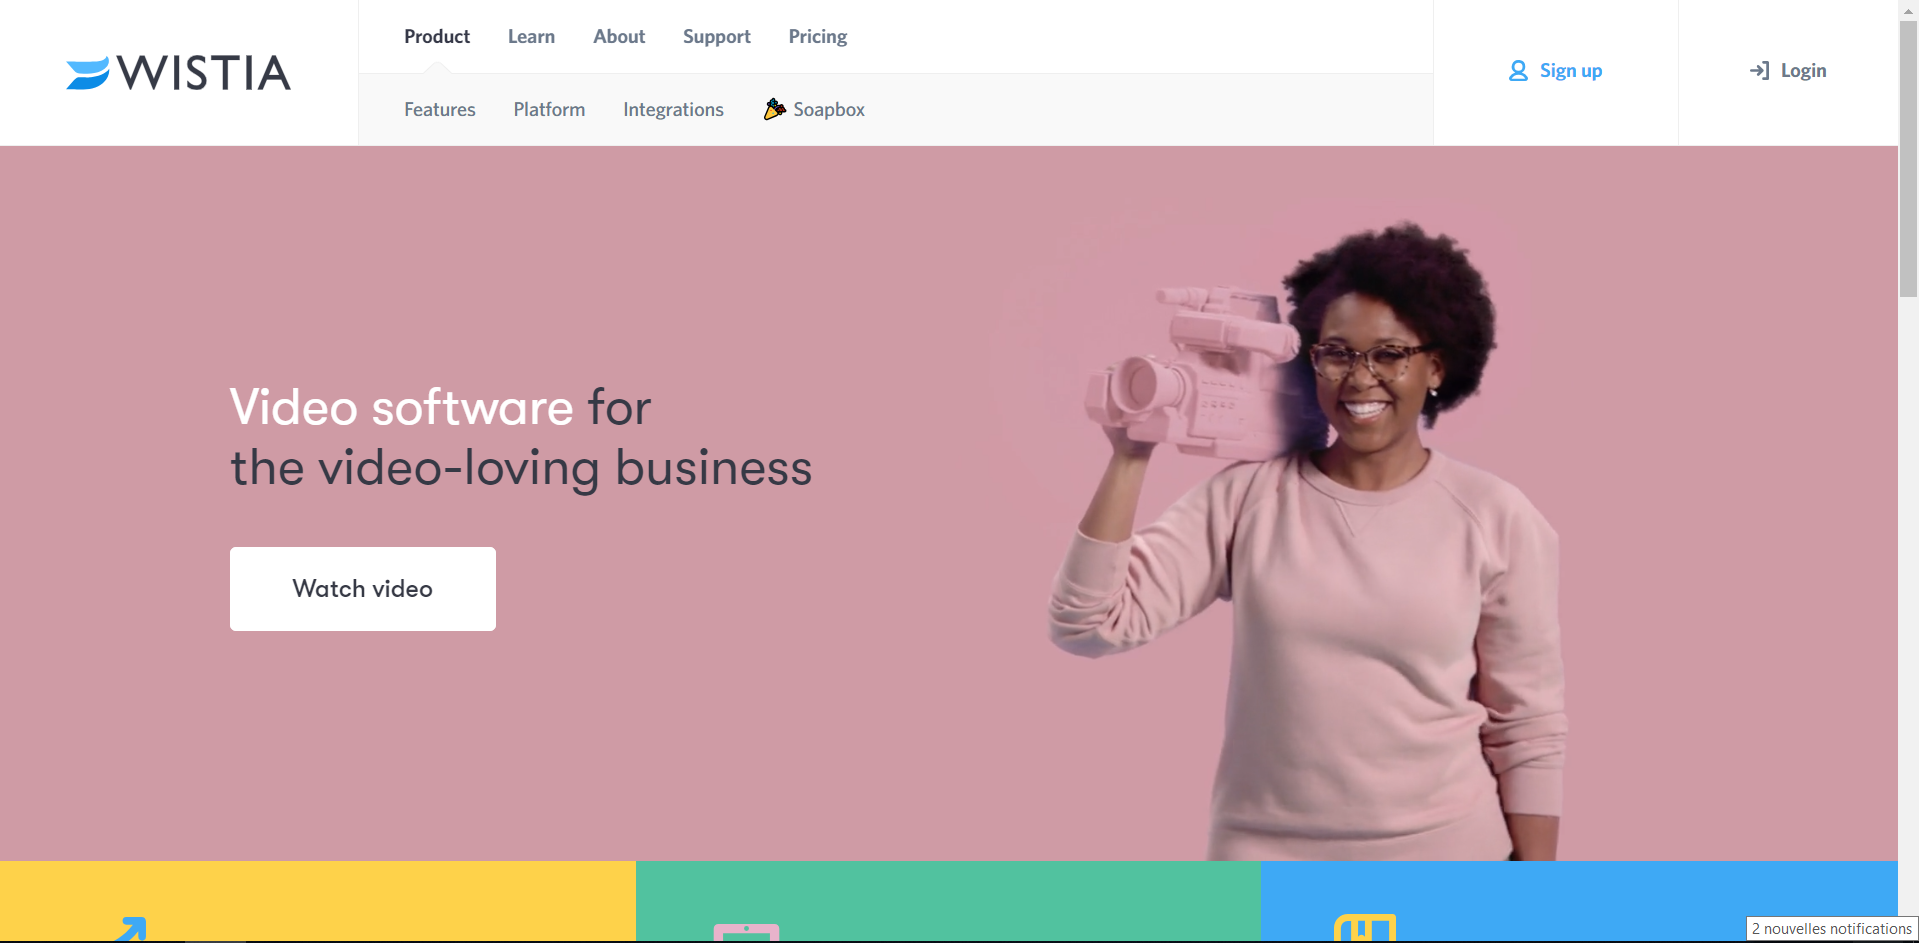 WISTIA
Product Learn About Support Pricing
Features Platform Integrations Soapbox
Sign up
Login
Video software for
the video-loving business
Watch video
2 nouvelles notifications